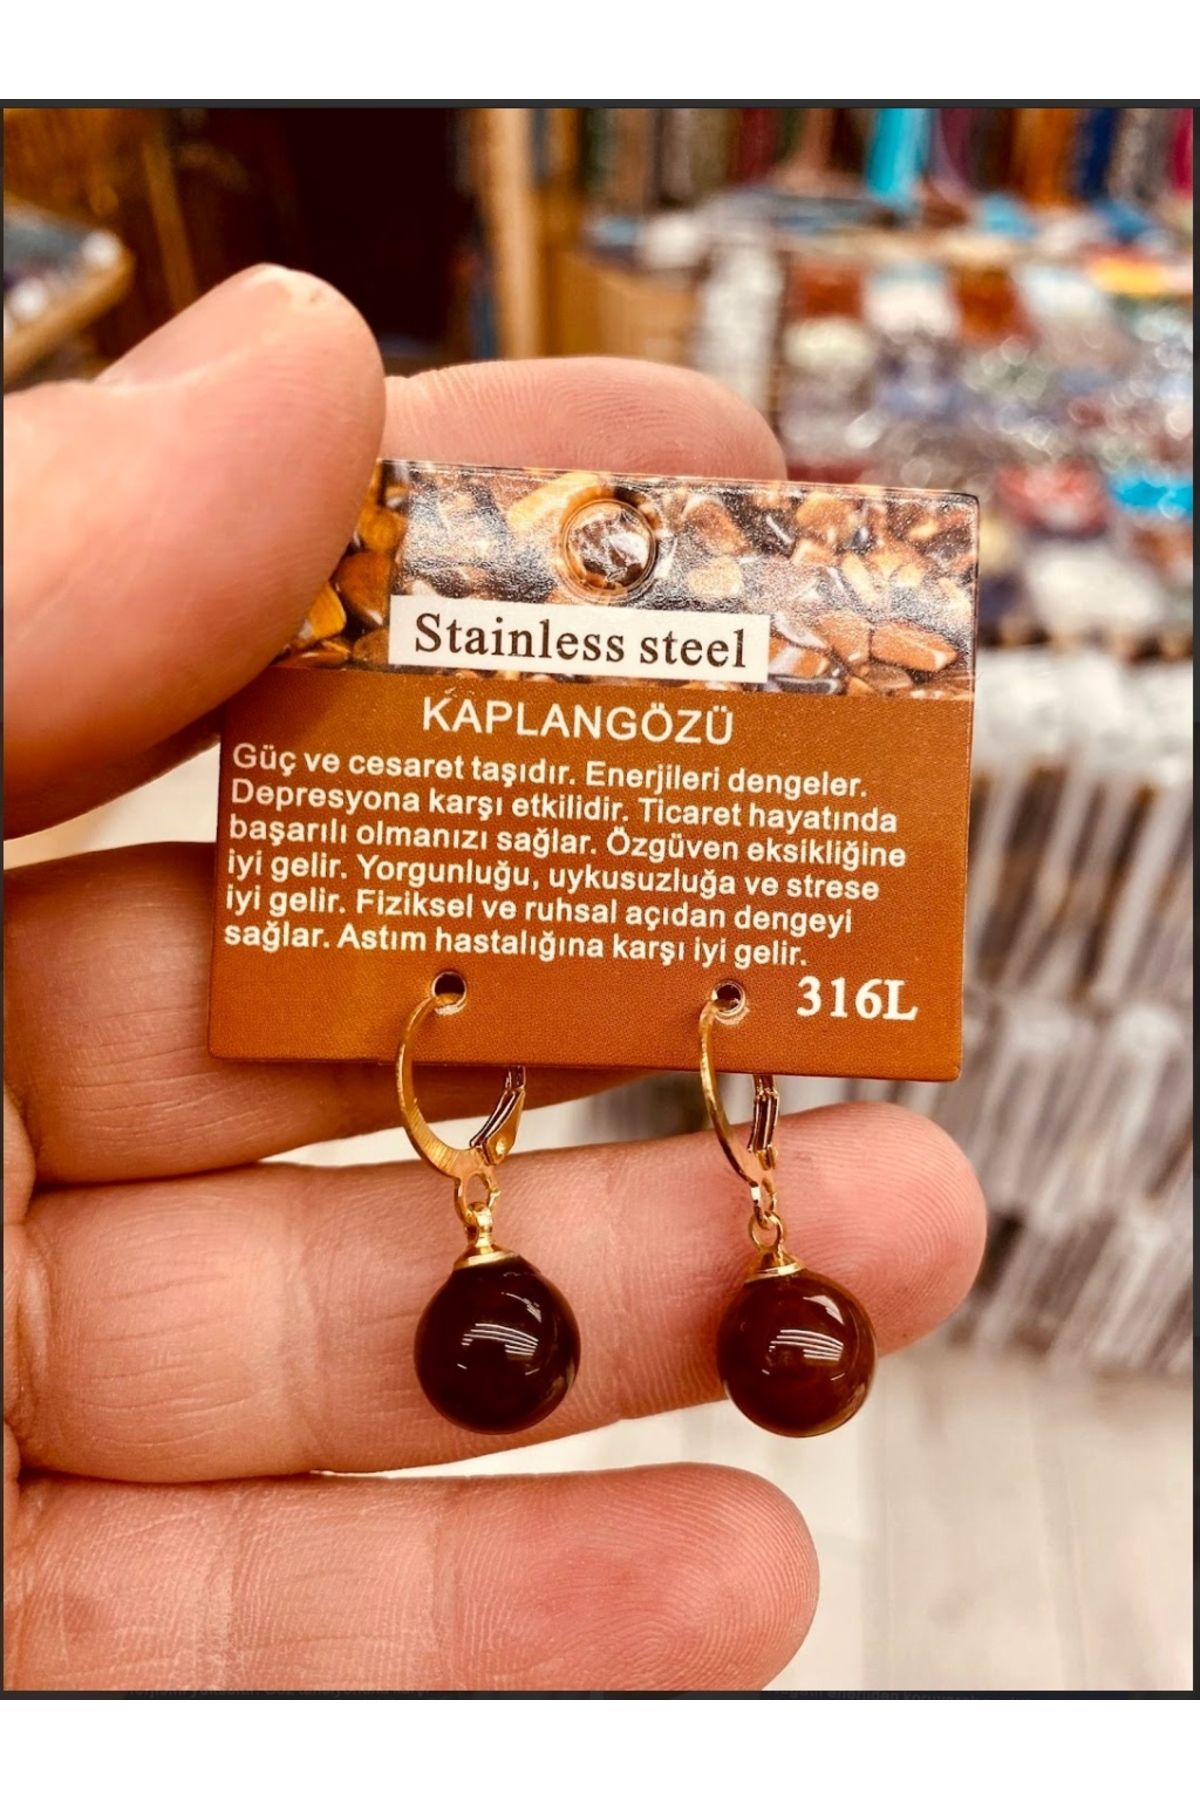 Stainless steel
KAPLANGÖZÜ
Güç ve cesaret taşıdır. Enerjileri dengeler.
Depresyona karşı etkilidir. Ticaret hayatında
başarılı olmanızı sağlar. Özgüven eksikliğine
iyi gelir. Yorgunluğu, uykusuzluğa ve strese
iyi gelir. Fiziksel ve ruhsal açıdan dengeyi
sağlar. Astım hastalığına karşı iyi gelir.
316L